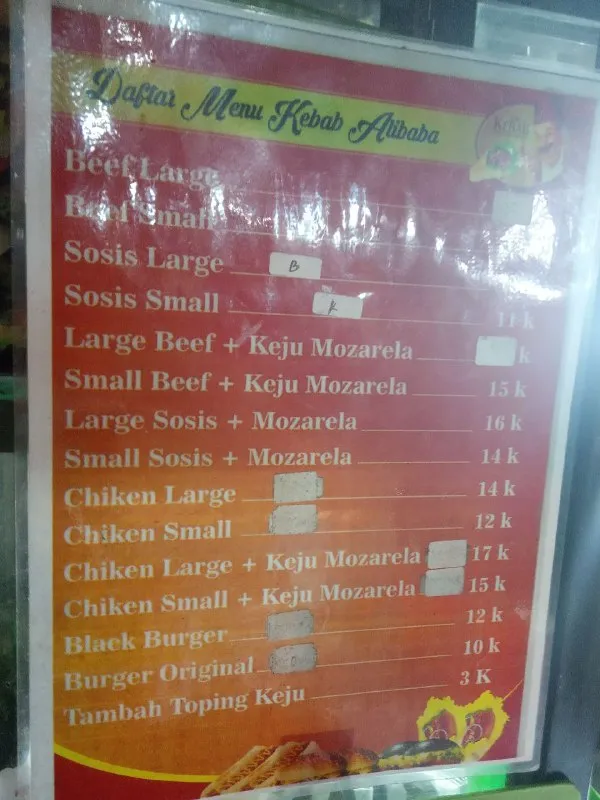 Daftar Menu Kebab Alibaba
Beef Large
Beef Small
Sosis Large B
Sosis Small K 11 k
Large Beef + Keju Mozarela k
Small Beef + Keju Mozarela 15 k
Large Sosis + Mozarela 16 k
Small Sosis + Mozarela 14 k
Chiken Large 14 k
Chiken Small 12 k
Chiken Large + Keju Mozarela 17 k
Chiken Small + Keju Mozarela 15 k
Black Burger 12 k
Burger Original 10 k
Tambah Toping Keju 3 K